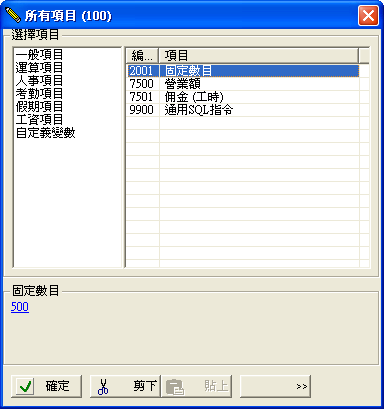 所有項目 (100)
選擇項目
一般項目
運算項目
人事項目
考勤項目
假期項目
工資項目
自定義變數
編... 項目
2001 固定數目
7500 營業額
7501 佣金 (工時)
9900 通用SQL指令
固定數目
500
確定 剪下 貼上 >>